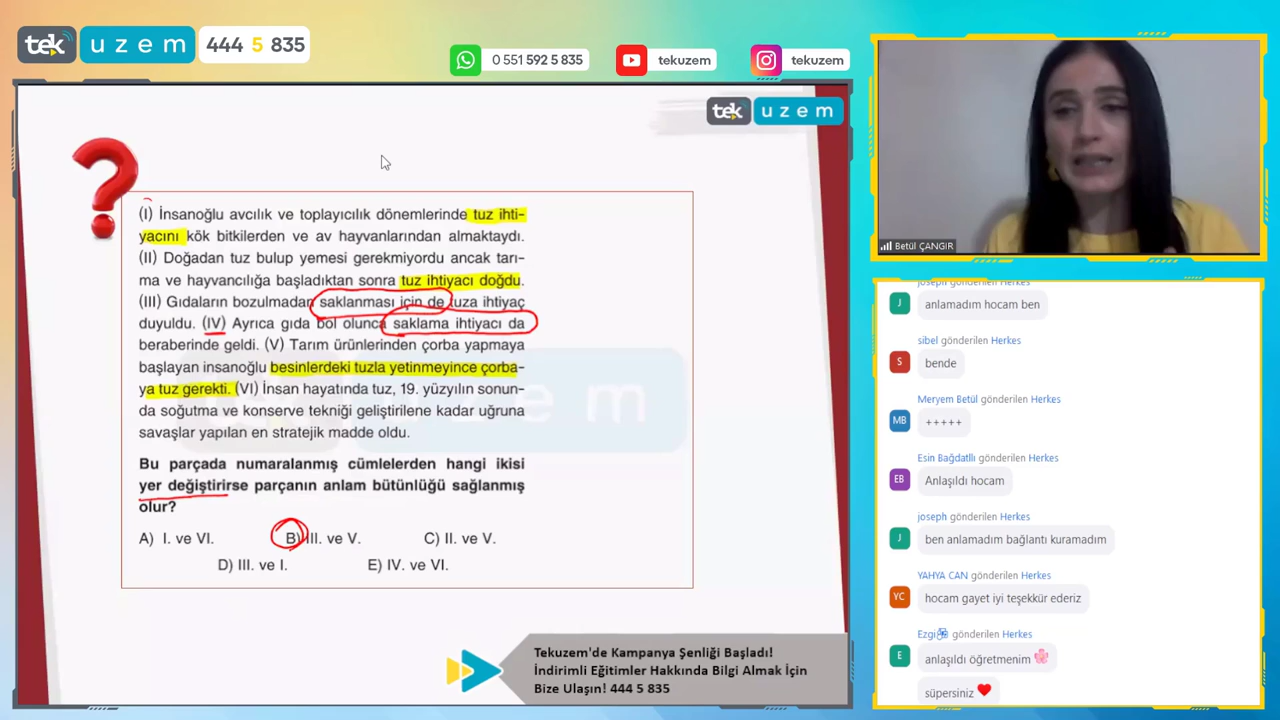 tek uzem 444 5 835
0 551 592 5 835
tekuzem
tekuzem
tek uzem
(I) İnsanoğlu avcılık ve toplayıcılık dönemlerinde tuz ihti-
yacını kök bitkilerden ve av hayvanlarından almaktaydı.
(II) Doğadan tuz bulup yemesi gerekmiyordu ancak tarı-
ma ve hayvancılığa başladıktan sonra tuz ihtiyacı doğdu.
(III) Gıdaların bozulmadan saklanması için de tuza ihtiyaç
duyuldu. (IV) Ayrıca gıda bol olunca saklama ihtiyacı da
beraberinde geldi. (V) Tarım ürünlerinden çorba yapmaya
başlayan insanoğlu besinlerdeki tuzla yetinmeyince çorba-
ya tuz gerekti. (VI) İnsan hayatında tuz, 19. yüzyılın sonun-
da soğutma ve konserve tekniği geliştirilene kadar uğruna
savaşlar yapılan en stratejik madde oldu.
Bu parçada numaralanmış cümlelerden hangi ikisi
yer değiştirirse parçanın anlam bütünlüğü sağlanmış
olur?
A) I. ve VI. B) III. ve V. C) II. ve V.
D) III. ve I. E) IV. ve VI.
uzem
Tekuzem'de Kampanya Şenliği Başladı!
İndirimli Eğitimler Hakkında Bilgi Almak İçin
Bize Ulaşın! 444 5 835
Betül ÇANGIR
joseph gönderilen Herkes
J
anlamadım hocam ben
sibel gönderilen Herkes
S
bende
Meryem Betül gönderilen Herkes
MB
+++++
Esin Bağdatllı gönderilen Herkes
EB
Anlaşıldı hocam
joseph gönderilen Herkes
J
ben anlamadım bağlantı kuramadım
YAHYA CAN gönderilen Herkes
YC
hocam gayet iyi teşekkür ederiz
Ezgi gönderilen Herkes
E
anlaşıldı öğretmenim
süpersiniz